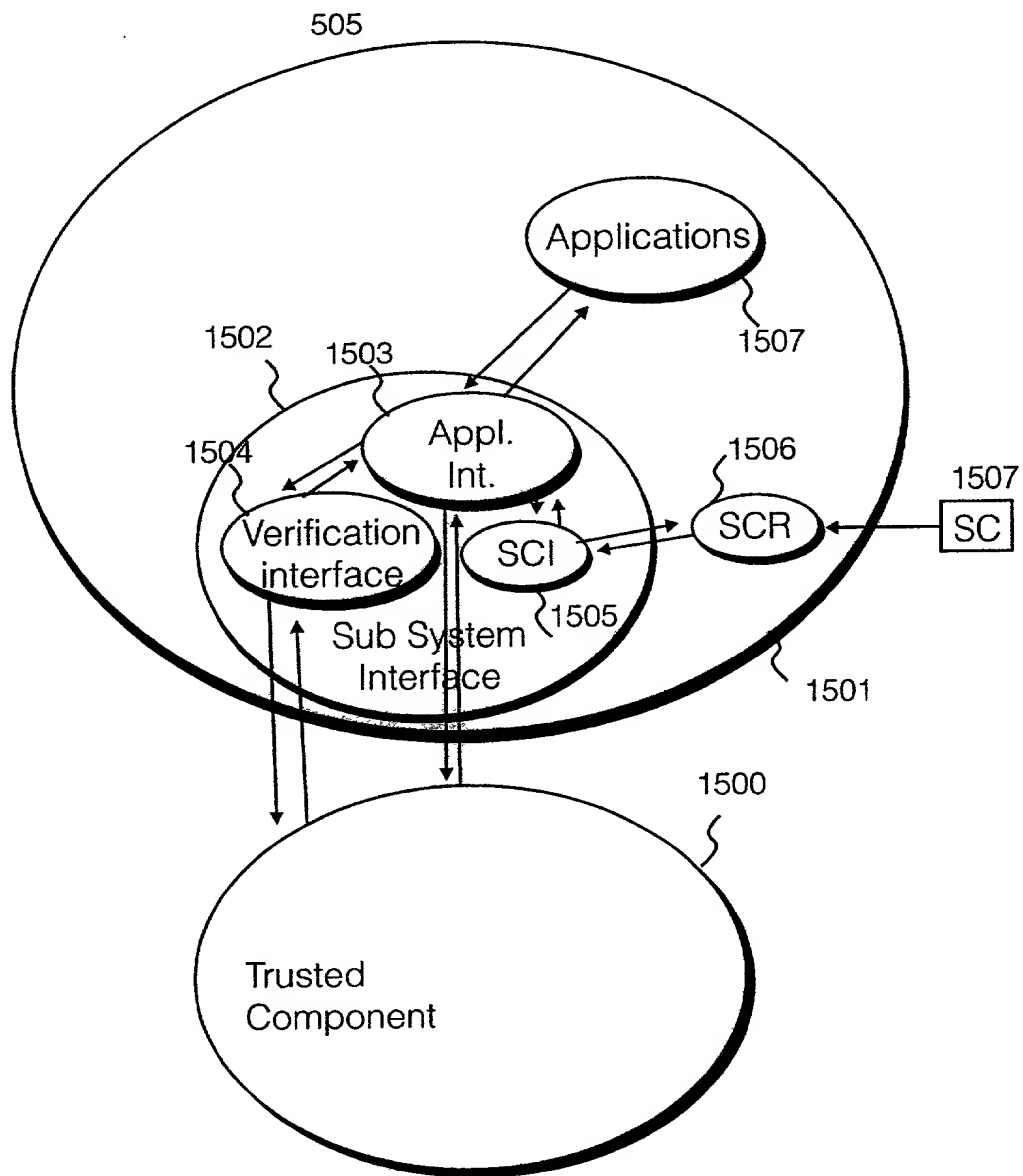 505
Applications
1507
1502
1503
Appl.
Int.
1504
1506
1507
Verification
interface
SCI
SCR
SC
1505
Sub System
Interface
1501
1500
Trusted
Component